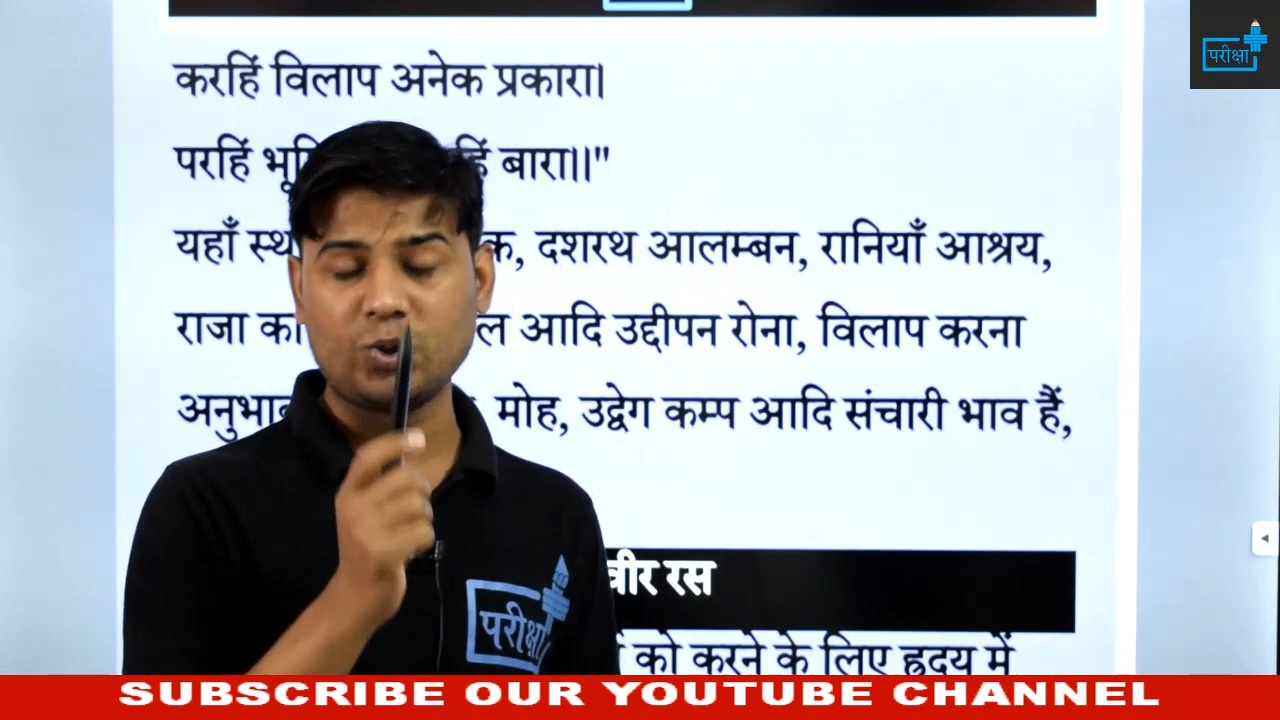 करहिं विलाप अनेक प्रकारा।
परहिं बारा।।"
यहाँ दशरथ आलम्बन, रानियाँ आश्रय,
राजा आदि उद्दीपन रोना, विलाप करना
मोह, उद्वेग कम्प आदि संचारी भाव हैं,
वीर रस
को करने के लिए हृदय में
परीक्षा
परीक्षा
SUBSCRIBE OUR YOUTUBE CHANNEL